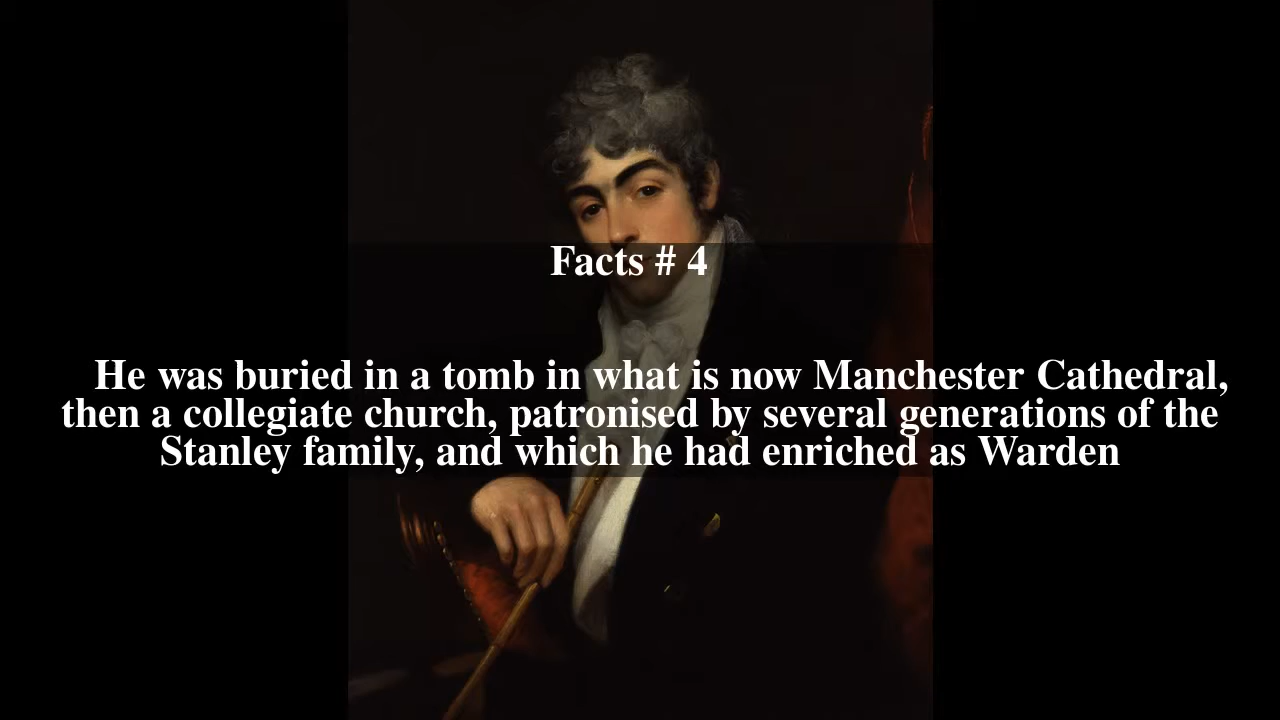 Facts # 4
He was buried in a tomb in what is now Manchester Cathedral,
then a collegiate church, patronised by several generations of the
Stanley family, and which he had enriched as Warden